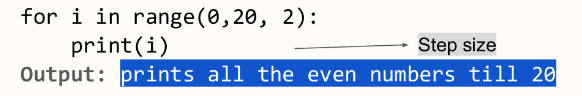 for i in range(0,20, 2):
    print(i)
Step size
Output: prints all the even numbers till 20